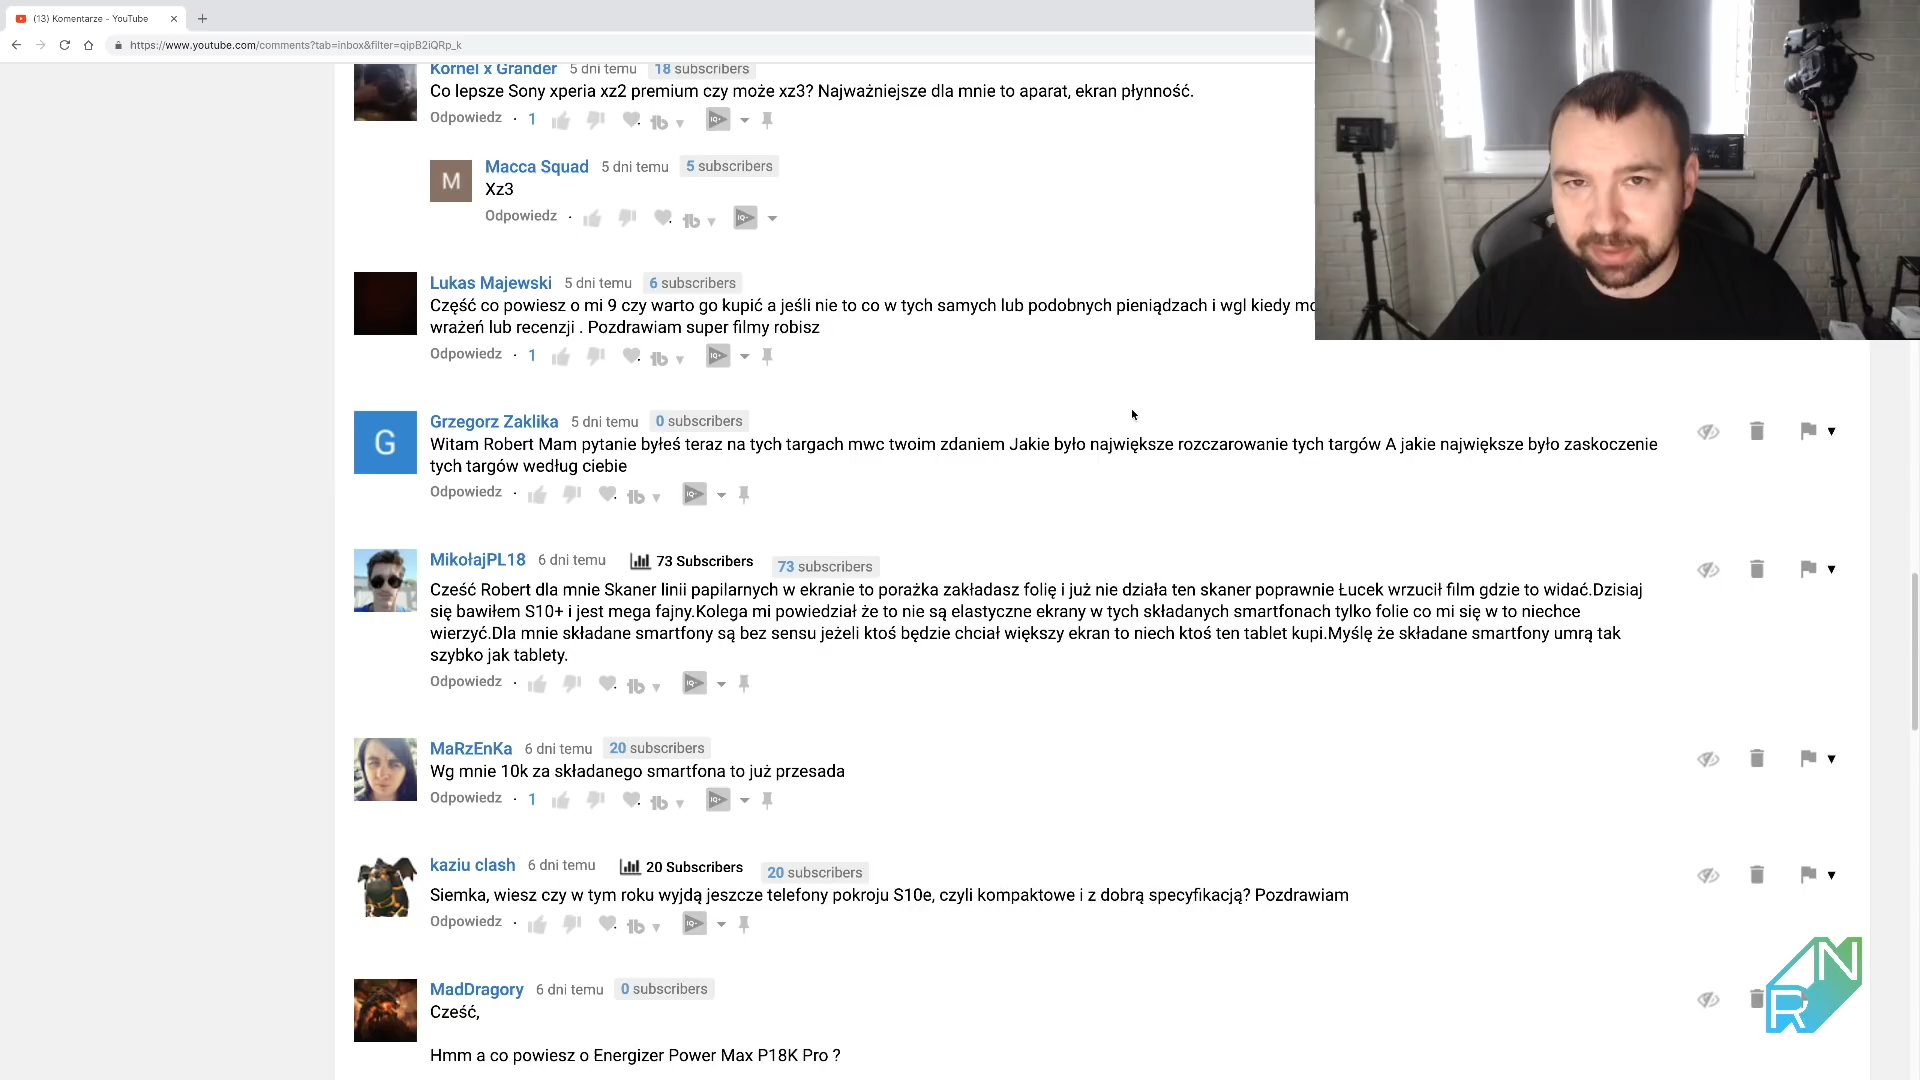 (13) Komentarze - YouTube
https://www.youtube.com/comments?tab=inbox&filter=qipB2iQRp_k
Kornel x Grander 5 dni temu 18 subscribers
Co lepsze Sony xperia xz2 premium czy może xz3? Najważniejsze dla mnie to aparat, ekran płynność.
Odpowiedz · 1
M
Macca Squad 5 dni temu 5 subscribers
Xz3
Odpowiedz ·
Lukas Majewski 5 dni temu 6 subscribers
Część co powiesz o mi 9 czy warto go kupić a jeśli nie to co w tych samych lub podobnych pieniądzach i wgl kiedy
wrażeń lub recenzji . Pozdrawiam super filmy robisz
Odpowiedz · 1
G
Grzegorz Zaklika 5 dni temu 0 subscribers
Witam Robert Mam pytanie byłeś teraz na tych targach mwc twoim zdaniem Jakie było największe rozczarowanie tych targów A jakie największe było zaskoczenie
tych targów według ciebie
Odpowiedz ·
MikołajPL18 6 dni temu 73 Subscribers 73 subscribers
Cześć Robert dla mnie Skaner linii papilarnych w ekranie to porażka zakładasz folię i już nie działa ten skaner poprawnie Łucek wrzucił film gdzie to widać.Dzisiaj
się bawiłem S10+ i jest mega fajny.Kolega mi powiedział że to nie są elastyczne ekrany w tych składanych smartfonach tylko folie co mi się w to niechce
wierzyć.Dla mnie składane smartfony są bez sensu jeżeli ktoś będzie chciał większy ekran to niech ktoś ten tablet kupi.Myślę że składane smartfony umrą tak
szybko jak tablety.
Odpowiedz ·
MaRzEnKa 6 dni temu 20 subscribers
Wg mnie 10k za składanego smartfona to już przesada
Odpowiedz · 1
kaziu clash 6 dni temu 20 Subscribers 20 subscribers
Siemka, wiesz czy w tym roku wyjdą jeszcze telefony pokroju S10e, czyli kompaktowe i z dobrą specyfikacją? Pozdrawiam
Odpowiedz ·
MadDragory 6 dni temu 0 subscribers
Cześć,
Hmm a co powiesz o Energizer Power Max P18K Pro ?
N
R